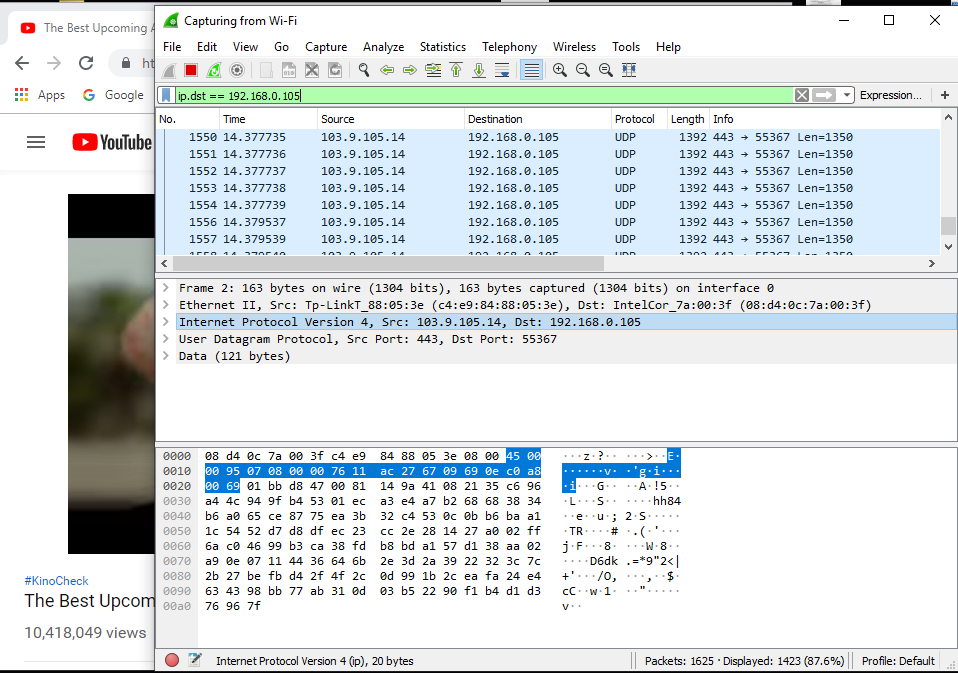 The Best Upcoming A
ht
Apps Google
YouTube
#KinoCheck
The Best Upcom
10,418,049 views
Capturing from Wi-Fi
File Edit View Go Capture Analyze Statistics Telephony Wireless Tools Help
ip.dst == 192.168.0.105
Expression... +
No. Time Source Destination Protocol Length Info
1550 14.377735 103.9.105.14 192.168.0.105 UDP 1392 443 → 55367 Len=1350
1551 14.377736 103.9.105.14 192.168.0.105 UDP 1392 443 → 55367 Len=1350
1552 14.377737 103.9.105.14 192.168.0.105 UDP 1392 443 → 55367 Len=1350
1553 14.377738 103.9.105.14 192.168.0.105 UDP 1392 443 → 55367 Len=1350
1554 14.377739 103.9.105.14 192.168.0.105 UDP 1392 443 → 55367 Len=1350
1556 14.379537 103.9.105.14 192.168.0.105 UDP 1392 443 → 55367 Len=1350
1557 14.379539 103.9.105.14 192.168.0.105 UDP 1392 443 → 55367 Len=1350
Frame 2: 163 bytes on wire (1304 bits), 163 bytes captured (1304 bits) on interface 0
Ethernet II, Src: Tp-LinkT_88:05:3e (c4:e9:84:88:05:3e), Dst: IntelCor_7a:00:3f (08:d4:0c:7a:00:3f)
Internet Protocol Version 4, Src: 103.9.105.14, Dst: 192.168.0.105
User Datagram Protocol, Src Port: 443, Dst Port: 55367
Data (121 bytes)
0000 08 d4 0c 7a 00 3f c4 e9 84 88 05 3e 08 00 45 00 ···z·?·· ···>··E·
0010 00 95 07 08 00 00 76 11 ac 27 67 09 69 0e c0 a8 ······v· ·'g·i···
0020 00 69 01 bb d8 47 00 81 14 9a 41 08 21 35 c6 96 ·i···G·· ··A·!5··
0030 a4 4c 94 9f b4 53 01 ec a3 e4 a7 b2 68 68 38 34 ·L···S·· ····hh84
0040 b6 a0 65 ce 87 75 ea 3b 32 c4 53 0c 0b b6 ba a1 ··e··u·; 2·S·····
0050 1c 54 52 d7 d8 df ec 23 cc 2e 28 14 27 a0 02 ff ·TR····# ·.(·'···
0060 6a c0 46 99 b3 ca 38 fd b8 bd a1 57 d1 38 aa 02 j·F···8· ···W·8··
0070 a9 0e 07 11 44 36 64 6b 2e 3d 2a 39 22 32 3c 7c ····D6dk .=*9"2<|
0080 2b 27 be fb d4 2f 4f 2c 0d 99 1b 2c ea fa 24 e4 +'···/O, ···,··$·
0090 63 43 98 bb 77 ab 31 0d 03 b5 22 90 f1 b4 d1 d3 cC··w·1· ··"·····
00a0 76 96 7f v··
Internet Protocol Version 4 (ip), 20 bytes
Packets: 1625 · Displayed: 1423 (87.6%)
Profile: Default